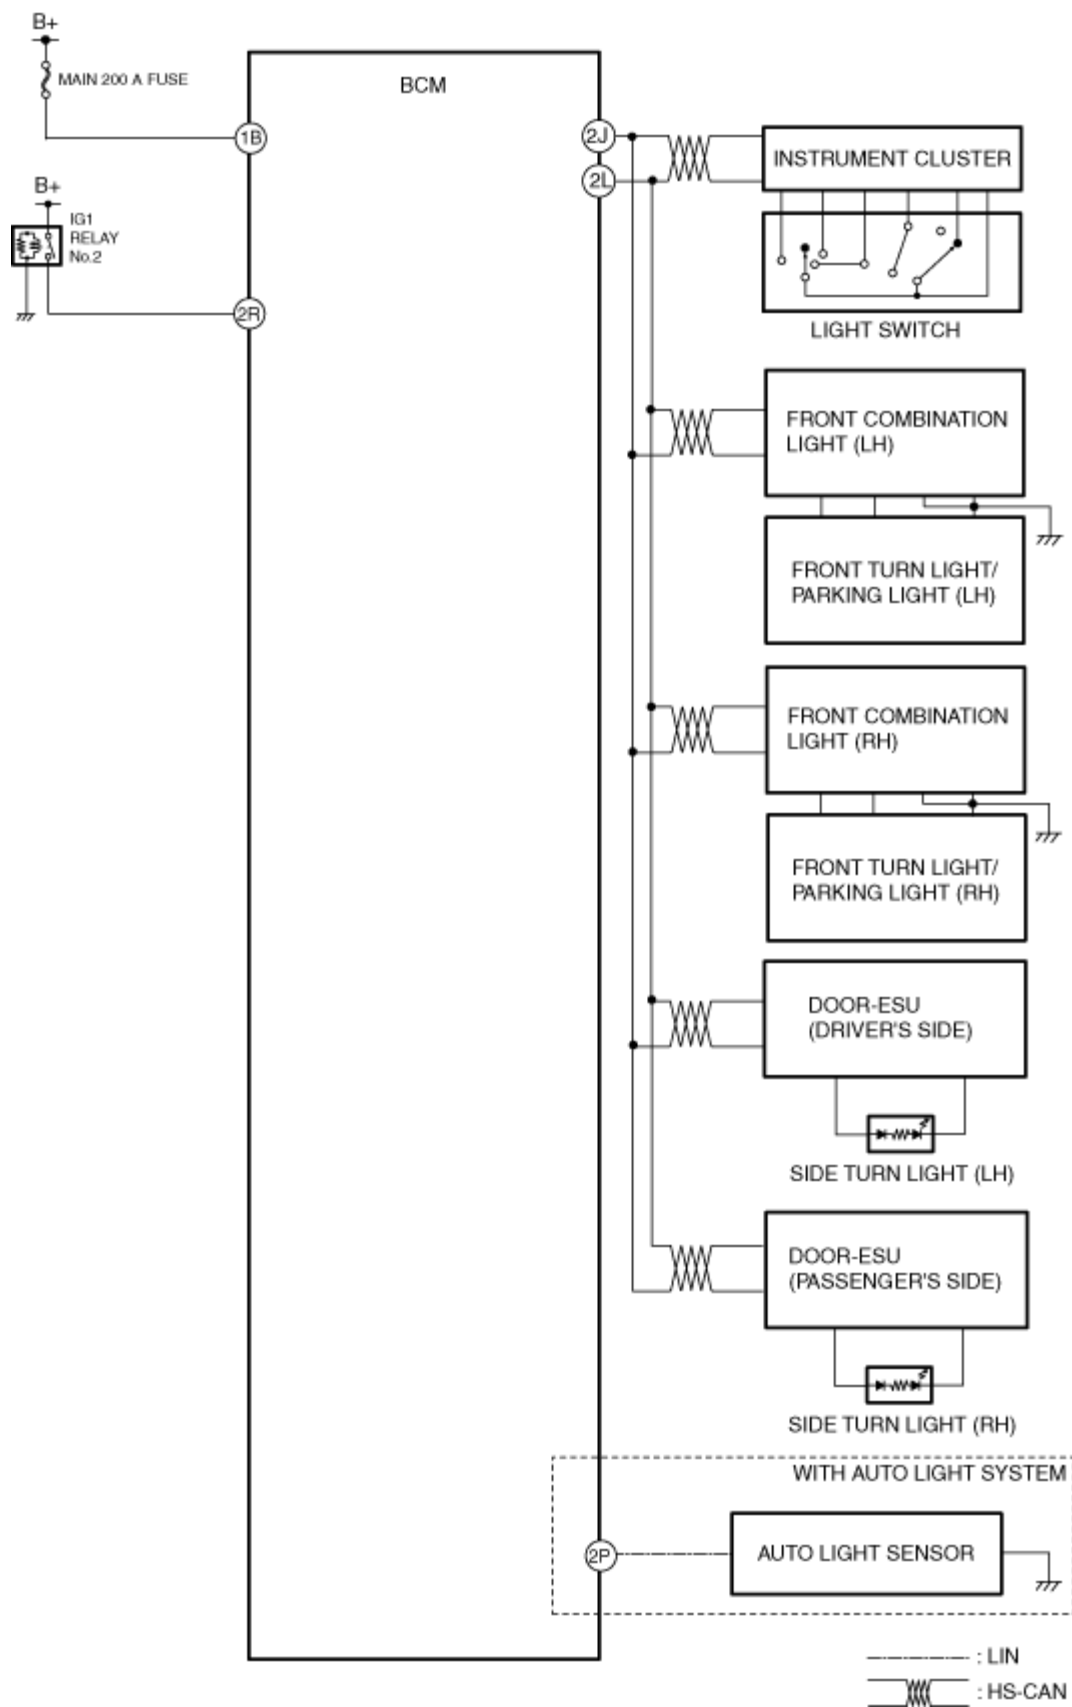 B+
MAIN 200 A FUSE
BCM
1B
2J
2L
INSTRUMENT CLUSTER
B+
IG1
RELAY
No.2
2R
LIGHT SWITCH
FRONT COMBINATION
LIGHT (LH)
FRONT TURN LIGHT/
PARKING LIGHT (LH)
FRONT COMBINATION
LIGHT (RH)
FRONT TURN LIGHT/
PARKING LIGHT (RH)
DOOR-ESU
(DRIVER'S SIDE)
SIDE TURN LIGHT (LH)
DOOR-ESU
(PASSENGER'S SIDE)
SIDE TURN LIGHT (RH)
WITH AUTO LIGHT SYSTEM
2P
AUTO LIGHT SENSOR
: LIN
: HS-CAN